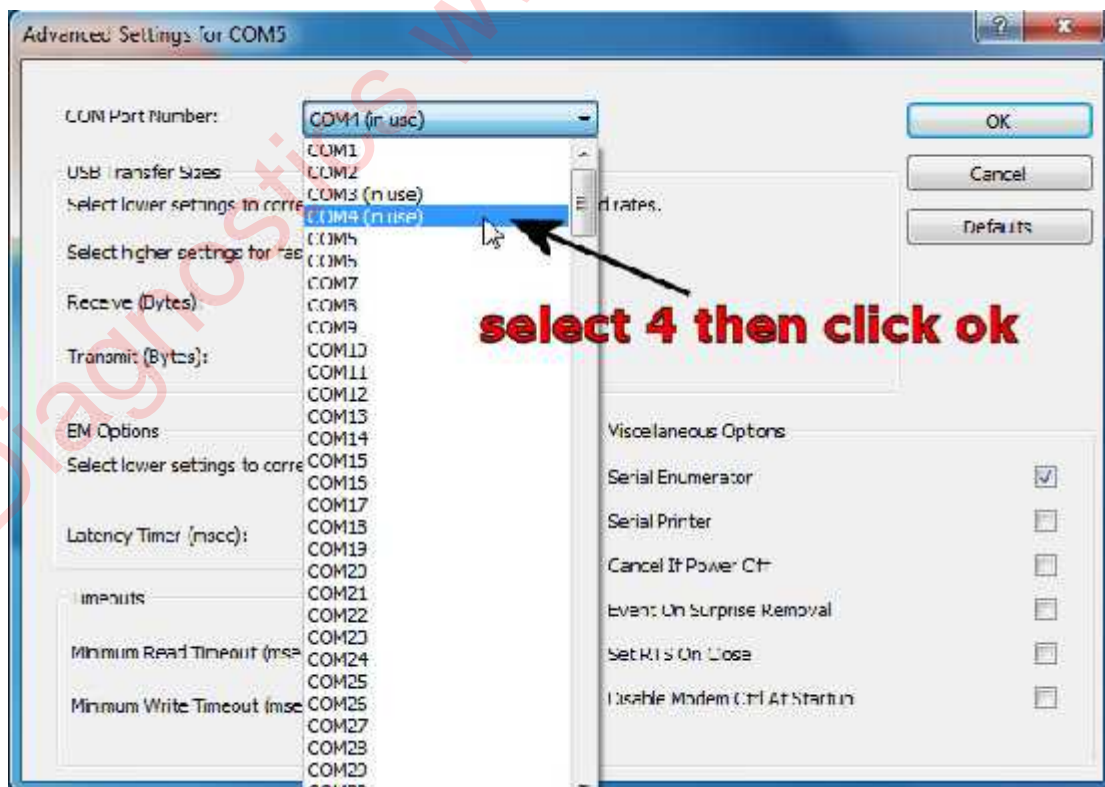 Advanced Settings for COM5
COM Port Number:
COM4 (in use)
OK
COM1
USB Transfer Sizes
COM2
Cancel
Select lower settings to corre
COM3 (in use)
d rates.
COM4 (in use)
Defaults
COM5
Select higher settings for fas
COM6
COM7
Receive (Bytes):
COM8
COM9
select 4 then click ok
Transmit (Bytes):
COM10
COM11
COM12
COM13
BM Options
COM14
Miscellaneous Options
Select lower settings to corre
COM15
Serial Enumerator
COM16
COM17
Serial Printer
COM18
Latency Timer (msec):
COM19
Cancel If Power Off
COM20
COM21
Timeouts
Event On Surprise Removal
COM22
COM23
Minimum Read Timeout (mse
Set RTS On Close
COM24
COM25
Minimum Write Timeout (mse
Disable Modem Ctrl At Startup
COM26
COM27
COM28
COM29
Diagnostics